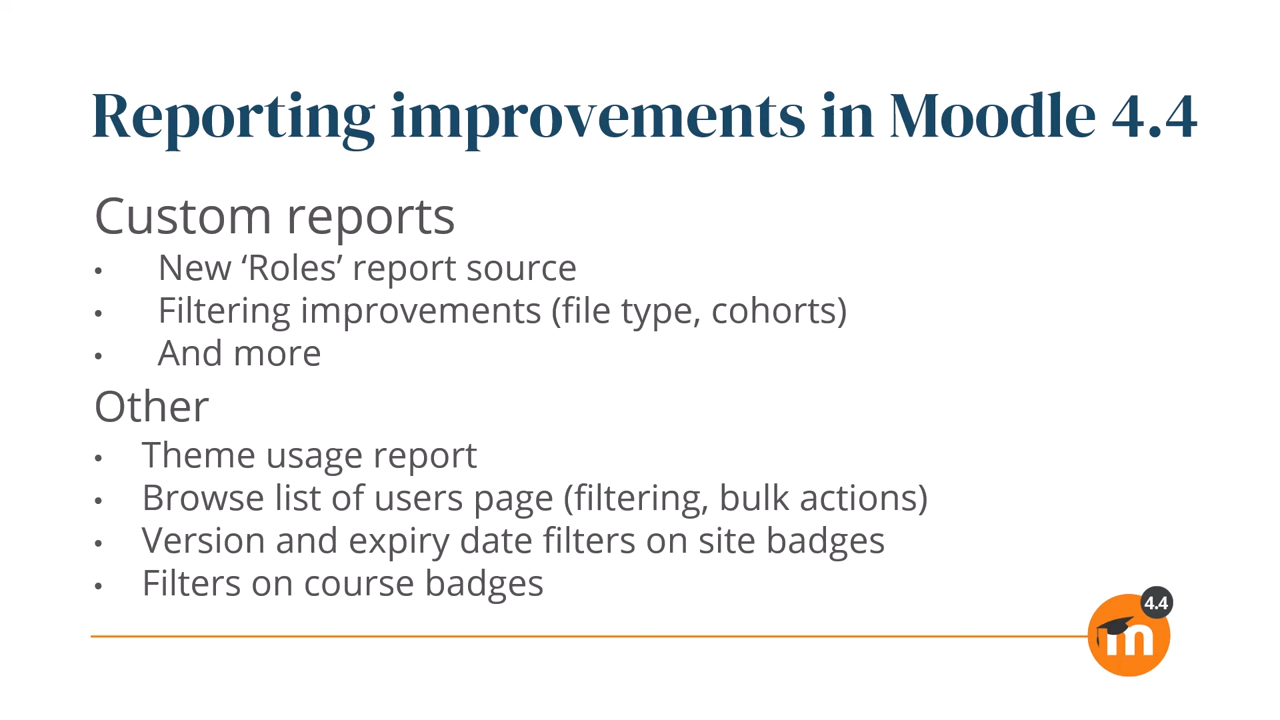 Reporting improvements in Moodle 4.4
Custom reports
• New ‘Roles’ report source
• Filtering improvements (file type, cohorts)
• And more
Other
• Theme usage report
• Browse list of users page (filtering, bulk actions)
• Version and expiry date filters on site badges
• Filters on course badges
4.4
m